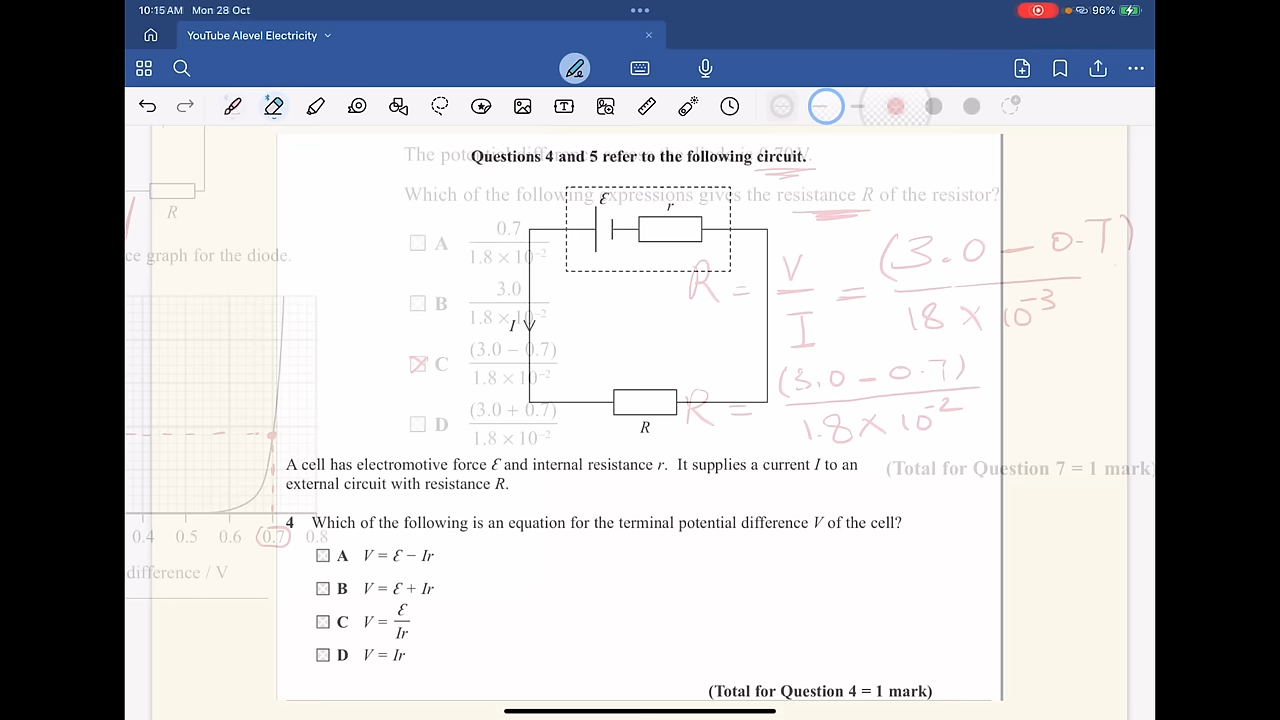 10:15 AM Mon 28 Oct
96%
YouTube Alevel Electricity
The potential difference across the diode is 0.70 V.
Questions 4 and 5 refer to the following circuit.
Which of the following expressions gives the resistance R of the resistor?
ℰ r
R
ce graph for the diode.
A 0.7 / 1.8 × 10⁻²
B 3.0 / 1.8 × 10⁻²
I
C (3.0 − 0.7) / 1.8 × 10⁻²
D (3.0 + 0.7) / 1.8 × 10⁻²
R
R = V / I = (3.0 − 0.7) / 18 × 10⁻³
R = (3.0 − 0.7) / 1.8 × 10⁻²
A cell has electromotive force ℰ and internal resistance r. It supplies a current I to an
external circuit with resistance R.
(Total for Question 7 = 1 mark)
4 Which of the following is an equation for the terminal potential difference V of the cell?
0.4 0.5 0.6 0.7 0.8
difference / V
A V = ℰ − Ir
B V = ℰ + Ir
C V = ℰ / Ir
D V = Ir
(Total for Question 4 = 1 mark)